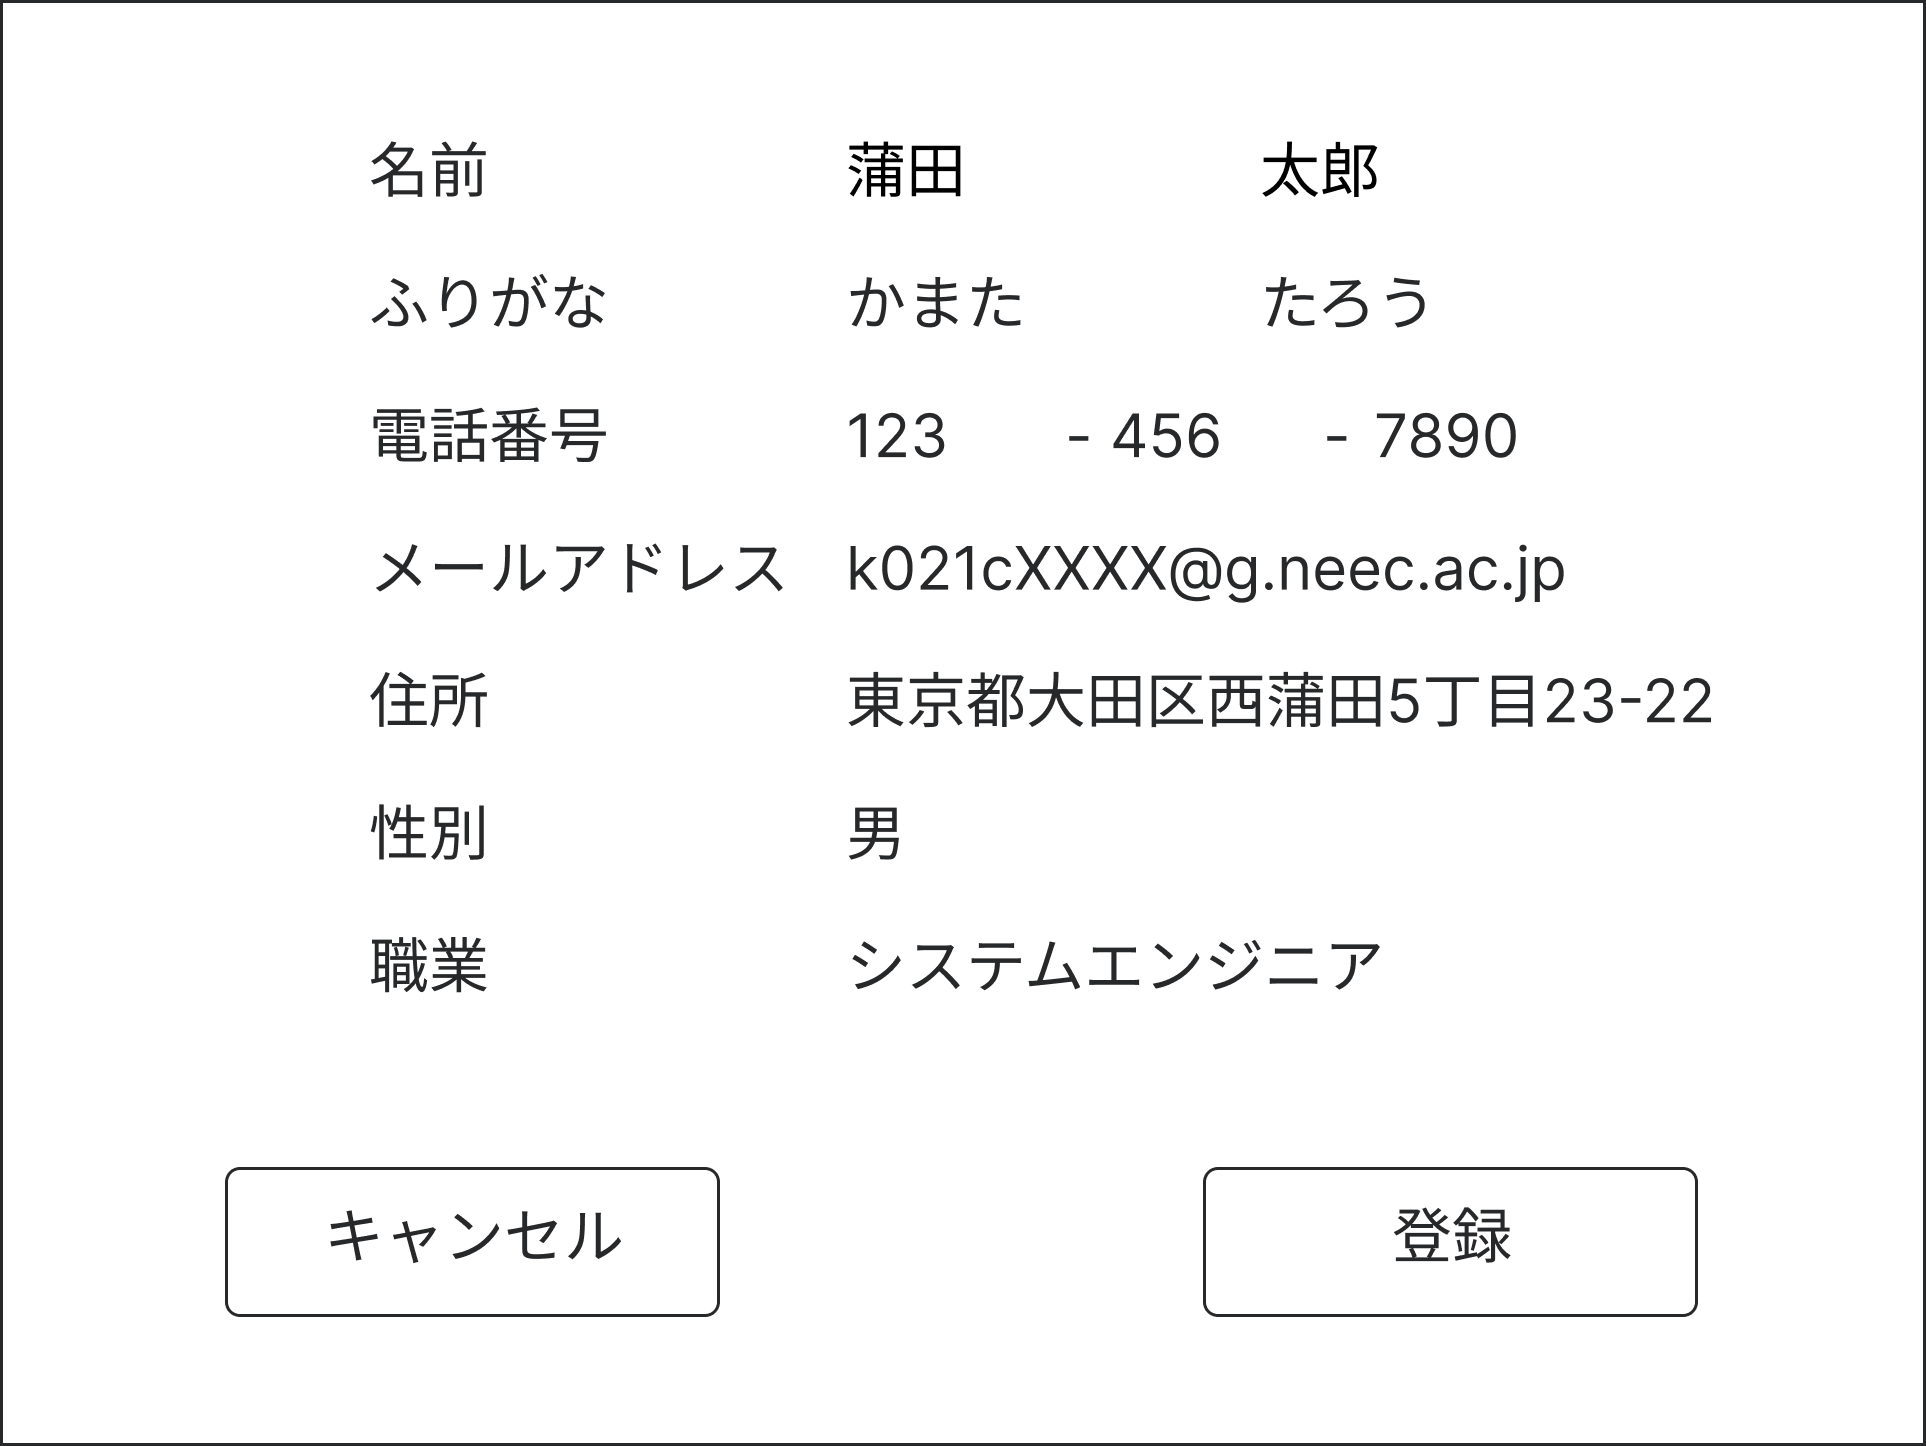 名前 蒲田 太郎
ふりがな かまた たろう
電話番号 123 - 456 - 7890
メールアドレス k021cXXXX@g.neec.ac.jp
住所 東京都大田区西蒲田5丁目23-22
性別 男
職業 システムエンジニア
キャンセル 登録